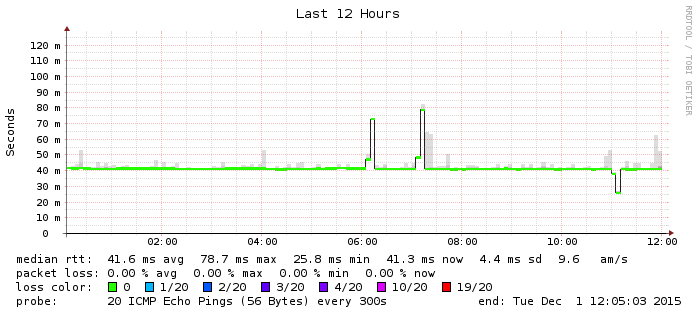 Last 12 Hours
RRDTOOL / TOBI OETIKER
Seconds
120 m
110 m
100 m
90 m
80 m
70 m
60 m
50 m
40 m
30 m
20 m
10 m
0
02:00 04:00 06:00 08:00 10:00 12:00
median rtt: 41.6 ms avg 78.7 ms max 25.8 ms min 41.3 ms now 4.4 ms sd 9.6 am/s
packet loss: 0.00 % avg 0.00 % max 0.00 % min 0.00 % now
loss color: 0 1/20 2/20 3/20 4/20 10/20 19/20
probe: 20 ICMP Echo Pings (56 Bytes) every 300s end: Tue Dec 1 12:05:03 2015